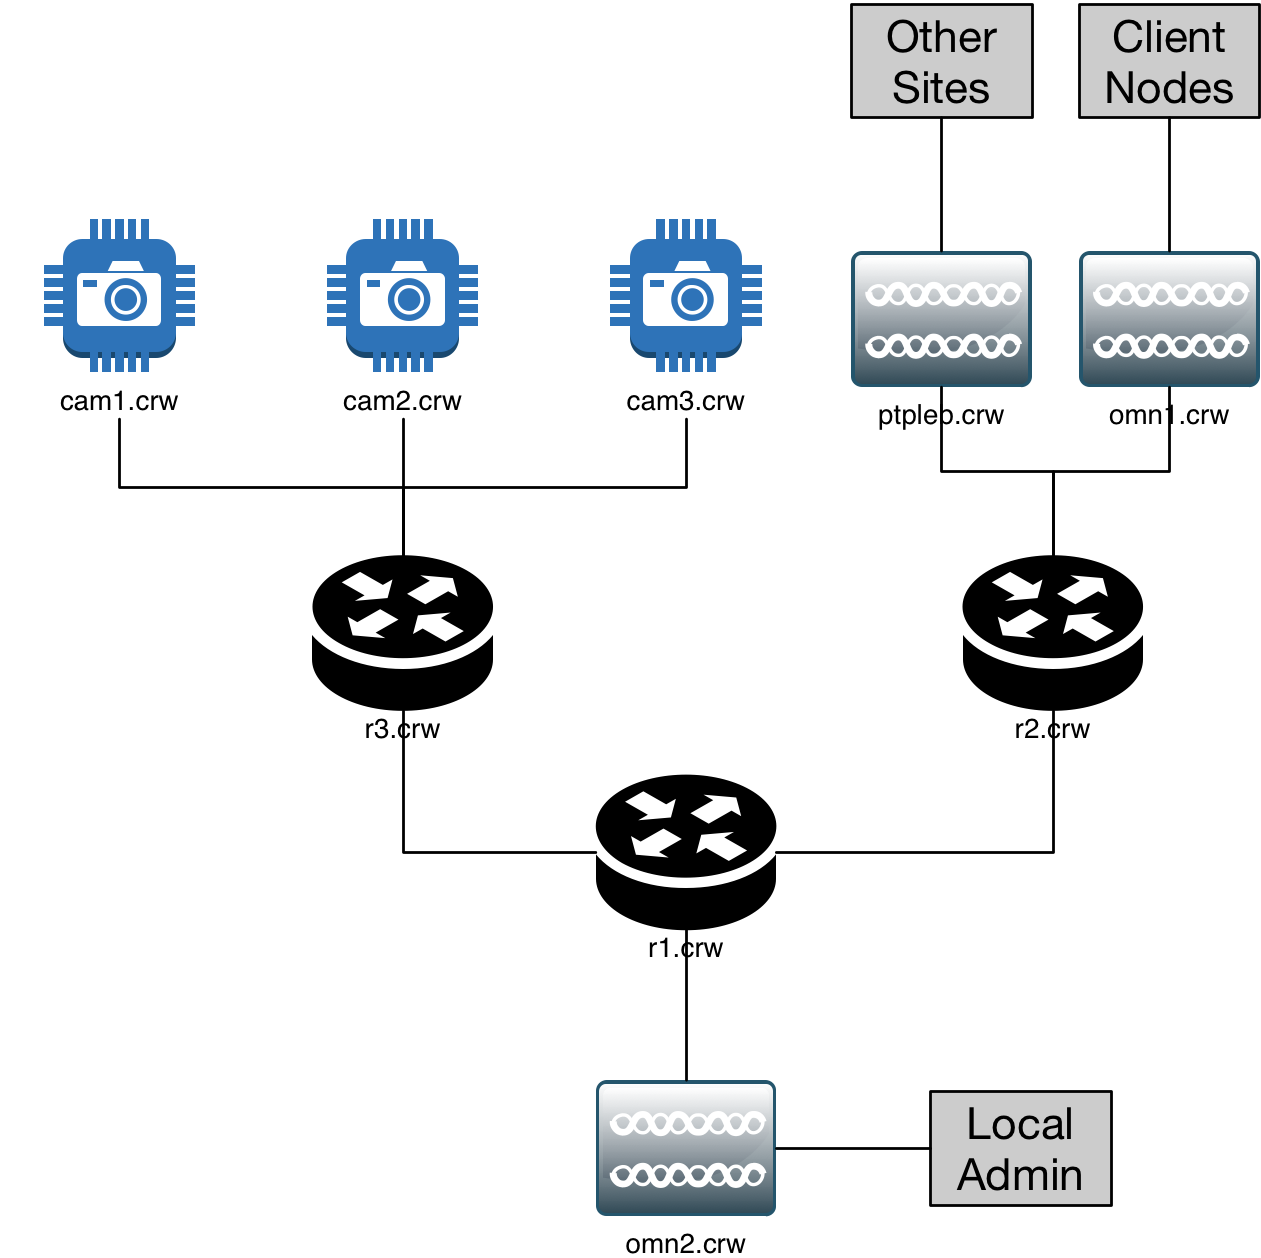 Other
Sites
Client
Nodes
cam1.crw
cam2.crw
cam3.crw
ptpleb.crw
omn1.crw
r3.crw
r2.crw
r1.crw
Local
Admin
omn2.crw